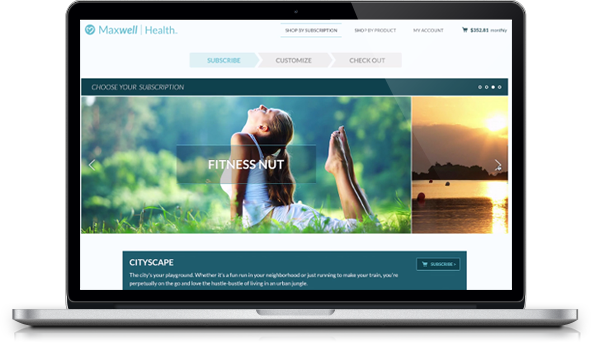 Maxwell | Health.
SHOP BY SUBSCRIPTION
SHOP BY PRODUCT
MY ACCOUNT
$352.81 monthly
SUBSCRIBE
CUSTOMIZE
CHECK OUT
CHOOSE YOUR SUBSCRIPTION
FITNESS NUT
CITYSCAPE
SUBSCRIBE >
The city's your playground. Whether it's a fun run in your neighborhood or just running to make your train, you're
perpetually on the go and love the hustle-bustle of living in an urban jungle.